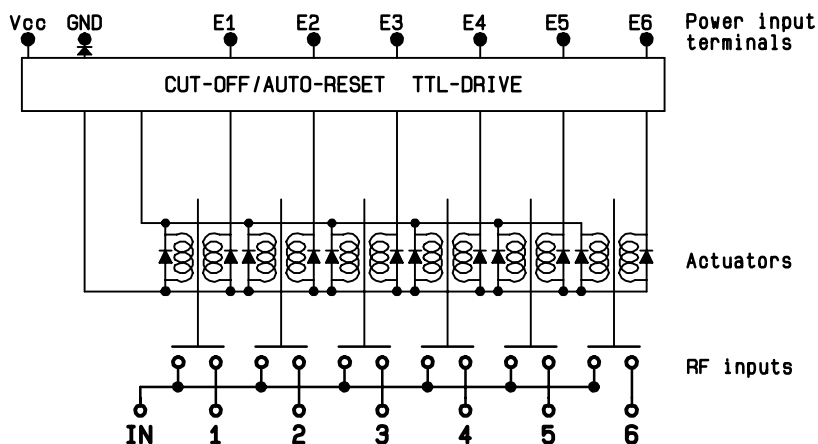 Vcc GND E1 E2 E3 E4 E5 E6 Power input
terminals
CUT-OFF/AUTO-RESET TTL-DRIVE
Actuators
RF inputs
IN 1 2 3 4 5 6